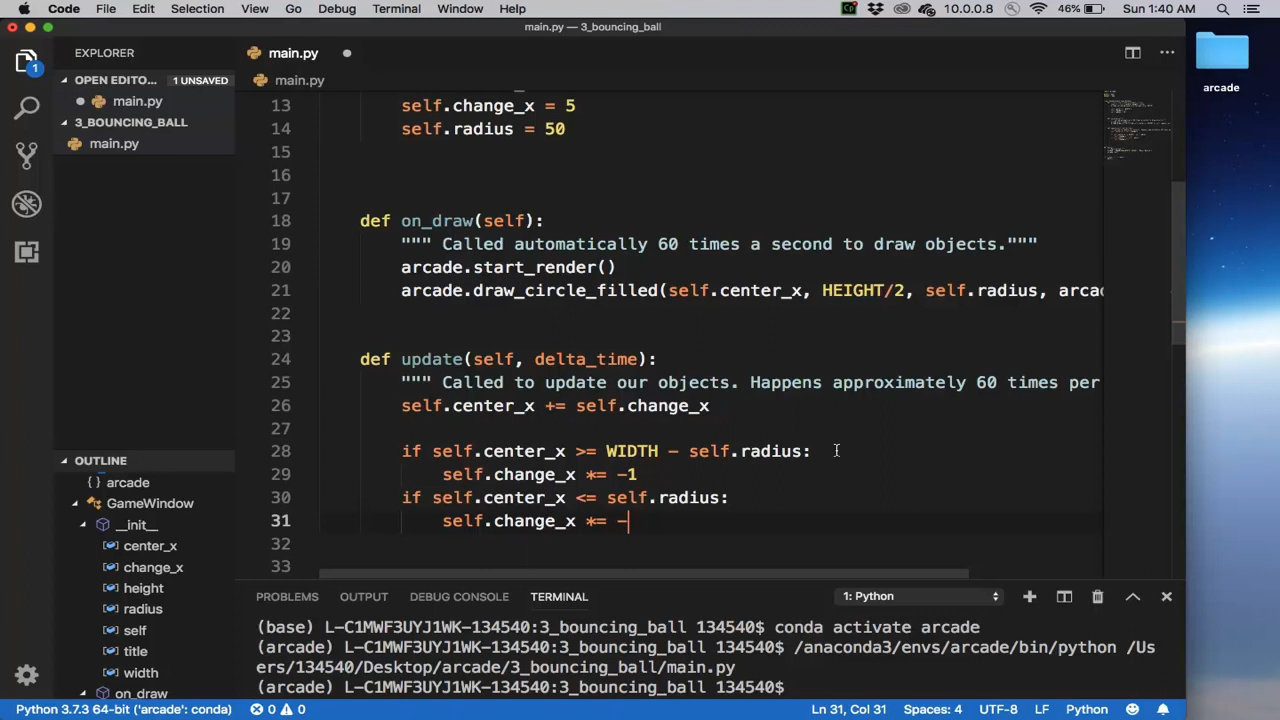 Code File Edit Selection View Go Debug Terminal Window Help 10.0.0.8 46% Sun 1:40 AM
main.py — 3_bouncing_ball
EXPLORER
main.py
OPEN EDITO... 1 UNSAVED
main.py
main.py
3_BOUNCING_BALL
main.py
arcade
13 self.change_x = 5
14 self.radius = 50
15
16
17
18 def on_draw(self):
19 """ Called automatically 60 times a second to draw objects."""
20 arcade.start_render()
21 arcade.draw_circle_filled(self.center_x, HEIGHT/2, self.radius, arca
22
23
24 def update(self, delta_time):
25 """ Called to update our objects. Happens approximately 60 times per
26 self.center_x += self.change_x
27
28 if self.center_x >= WIDTH - self.radius:
29 self.change_x *= -1
30 if self.center_x <= self.radius:
31 self.change_x *= -
32
33
OUTLINE
arcade
GameWindow
__init__
center_x
change_x
height
radius
self
title
width
on_draw
PROBLEMS OUTPUT DEBUG CONSOLE TERMINAL 1: Python
(base) L-C1MWF3UYJ1WK-134540:3_bouncing_ball 134540$ conda activate arcade
(arcade) L-C1MWF3UYJ1WK-134540:3_bouncing_ball 134540$ /anaconda3/envs/arcade/bin/python /Us
ers/134540/Desktop/arcade/3_bouncing_ball/main.py
(arcade) L-C1MWF3UYJ1WK-134540:3_bouncing_ball 134540$
Python 3.7.3 64-bit ('arcade': conda) 0 0 Ln 31, Col 31 Spaces: 4 UTF-8 LF Python